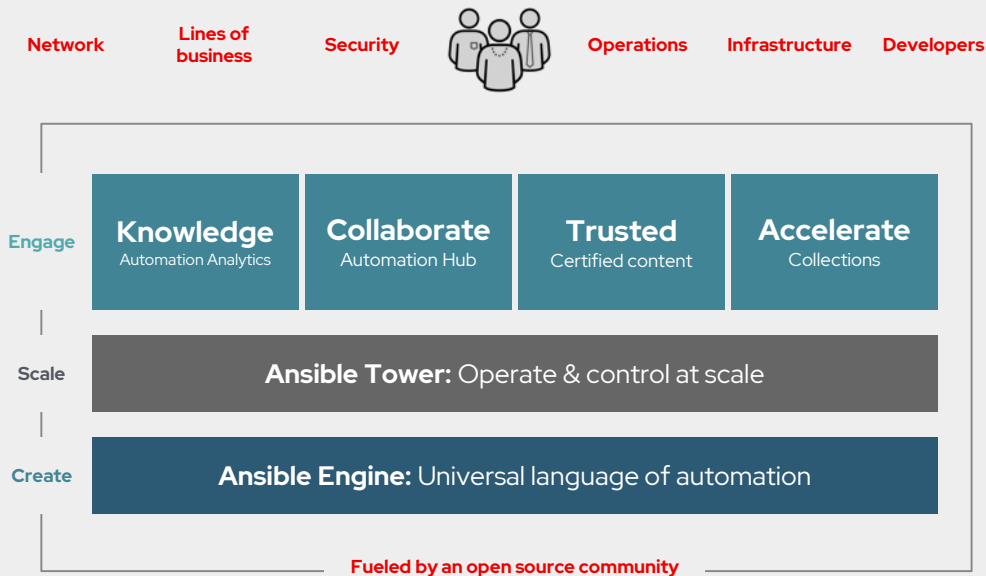 Network
Lines of
business
Security
Operations
Infrastructure
Developers
Engage
Knowledge
Automation Analytics
Collaborate
Automation Hub
Trusted
Certified content
Accelerate
Collections
Scale
Ansible Tower: Operate & control at scale
Create
Ansible Engine: Universal language of automation
Fueled by an open source community